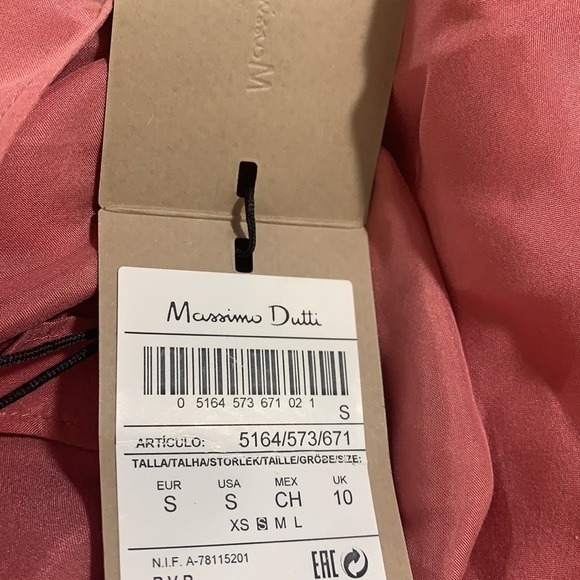 Massimo Dutti
0 5164 573 671 02 1
S
ARTÍCULO: 5164/573/671
TALLA/TALHA/STORLEK/TAILLE/GRÖßE/SIZE:
EUR USA MEX UK
S S CH 10
XS S M L
N.I.F. A-78115201
EAC